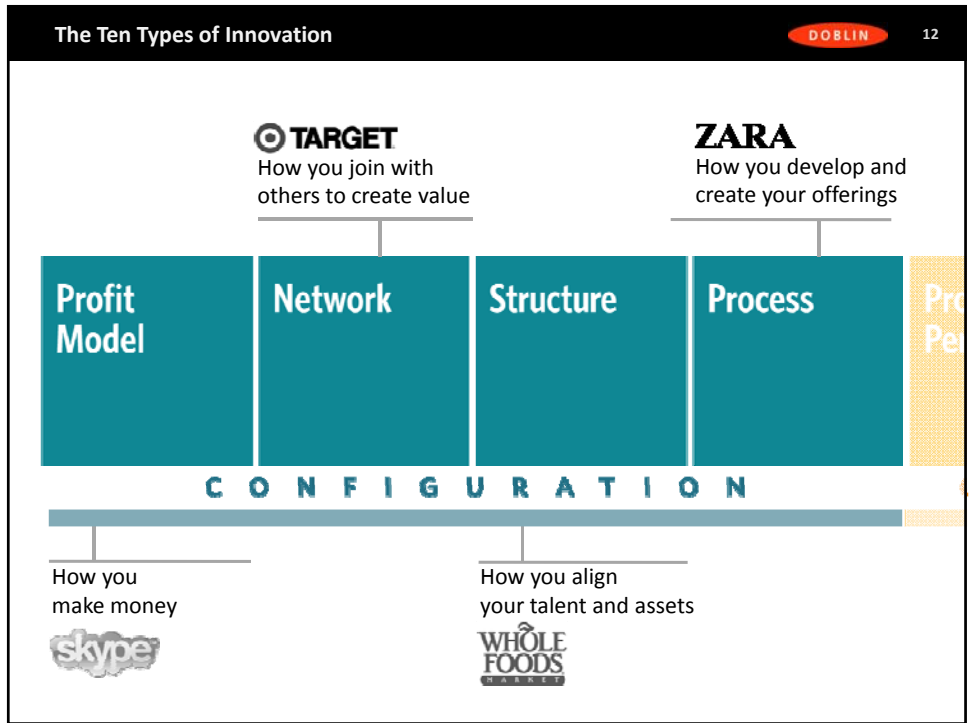 The Ten Types of Innovation
DOBLIN
12
TARGET
How you join with
others to create value
ZARA
How you develop and
create your offerings
Profit
Model
Network
Structure
Process
CONFIGURATION
How you
make money
skype
How you align
your talent and assets
WHÕLE
FOODS
MARKET